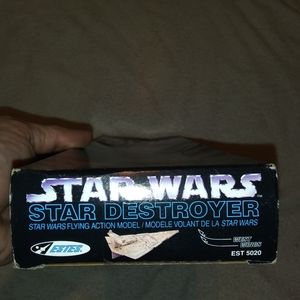 STAR WARS
STAR DESTROYER
STAR WARS FLYING ACTION MODEL / MODELE VOLANT DE LA STAR WARS
ESTES
EST 5020